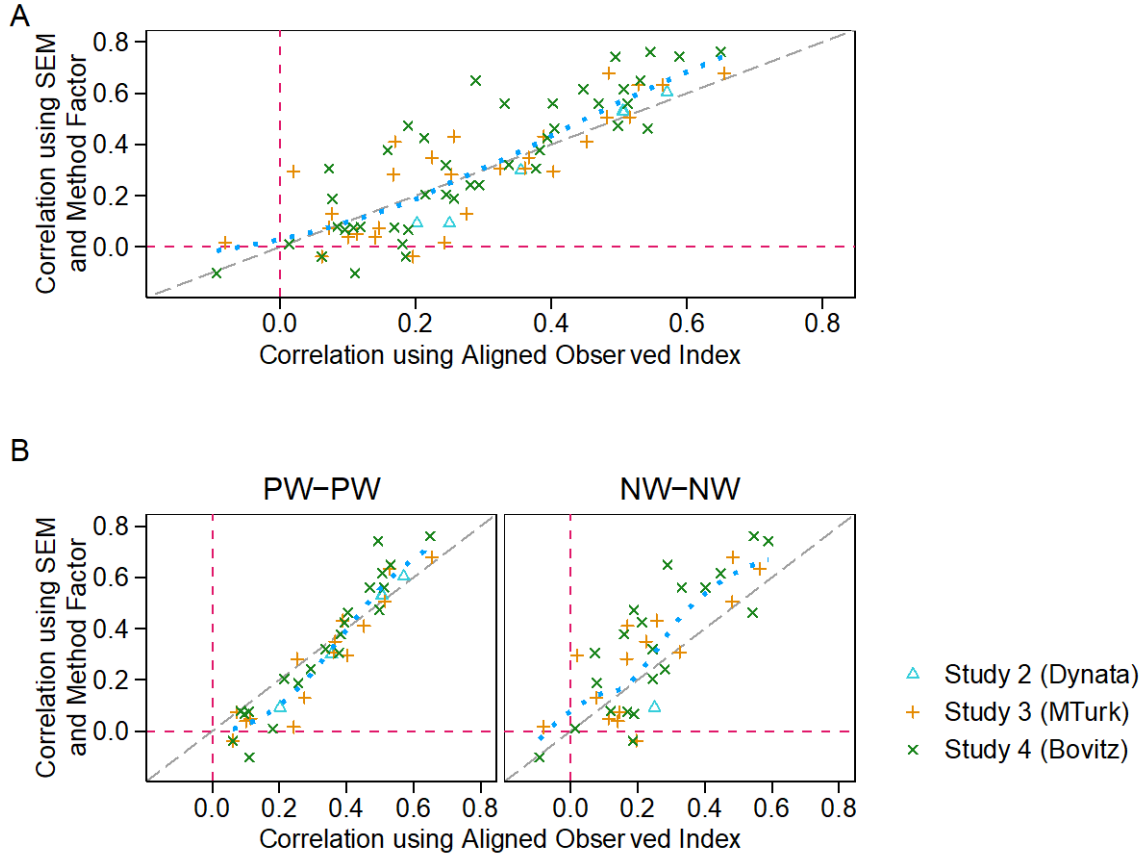 A
Correlation using SEM
and Method Factor
0.8
0.6
0.4
0.2
0.0
0.0 0.2 0.4 0.6 0.8
Correlation using Aligned Observed Index
B
PW−PW NW−NW
Correlation using SEM
and Method Factor
0.8
0.6
0.4
0.2
0.0
0.0 0.2 0.4 0.6 0.8 0.0 0.2 0.4 0.6 0.8
Correlation using Aligned Observed Index
Study 2 (Dynata)
Study 3 (MTurk)
Study 4 (Bovitz)